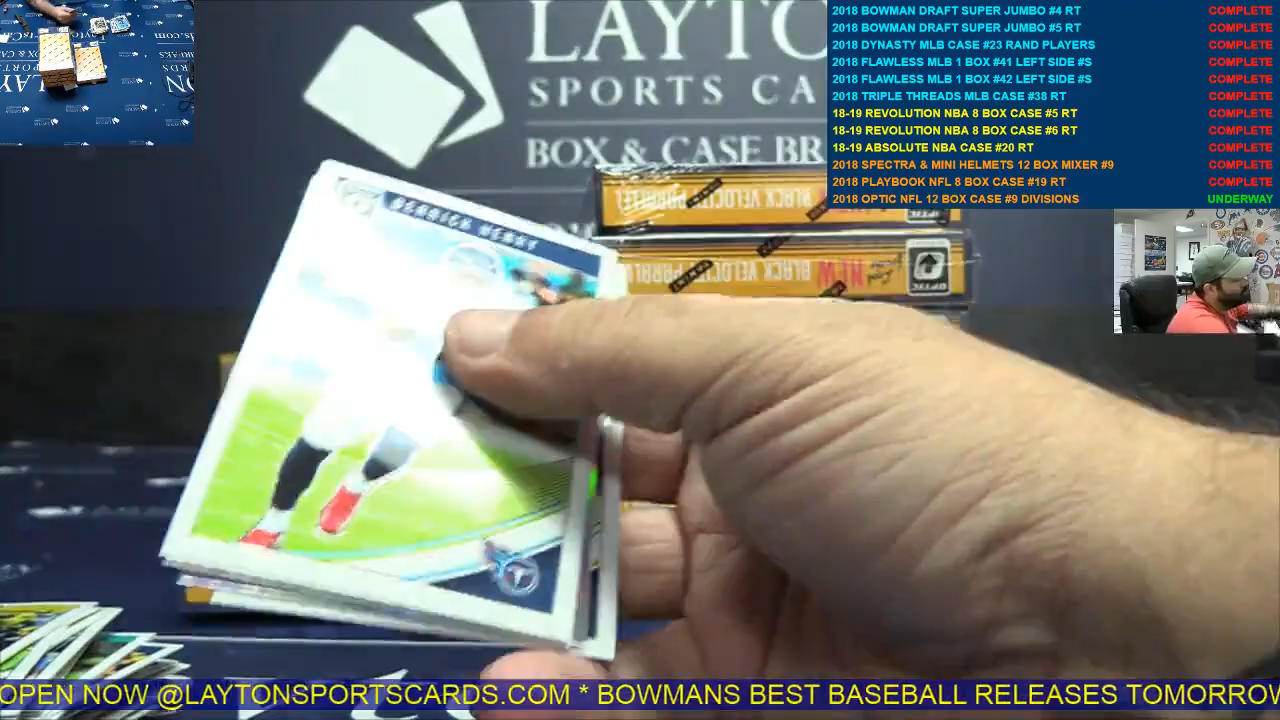 LAYTO
SPORTS CA
BOX & CASE BR
2018 BOWMAN DRAFT SUPER JUMBO #4 RT COMPLETE
2018 BOWMAN DRAFT SUPER JUMBO #5 RT COMPLETE
2018 DYNASTY MLB CASE #23 RAND PLAYERS COMPLETE
2018 FLAWLESS MLB 1 BOX #41 LEFT SIDE #S COMPLETE
2018 FLAWLESS MLB 1 BOX #42 LEFT SIDE #S COMPLETE
2018 TRIPLE THREADS MLB CASE #38 RT COMPLETE
18-19 REVOLUTION NBA 8 BOX CASE #5 RT COMPLETE
18-19 REVOLUTION NBA 8 BOX CASE #6 RT COMPLETE
18-19 ABSOLUTE NBA CASE #20 RT COMPLETE
2018 SPECTRA & MINI HELMETS 12 BOX MIXER #9 COMPLETE
2018 PLAYBOOK NFL 8 BOX CASE #19 RT COMPLETE
2018 OPTIC NFL 12 BOX CASE #9 DIVISIONS UNDERWAY
DERRICK HENRY
NEW BLACK VELOCITY
OPTIC
OPEN NOW @LAYTONSPORTSCARDS.COM * BOWMANS BEST BASEBALL RELEASES TOMORROW